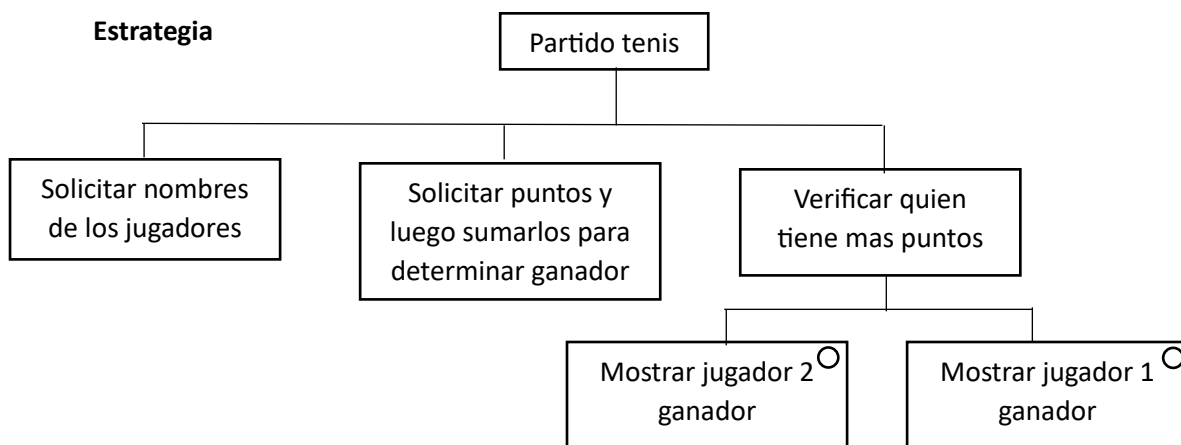 Estrategia
Partido tenis
Solicitar nombres
de los jugadores
Solicitar puntos y
luego sumarlos para
determinar ganador
Verificar quien
tiene mas puntos
Mostrar jugador 2
ganador
Mostrar jugador 1
ganador